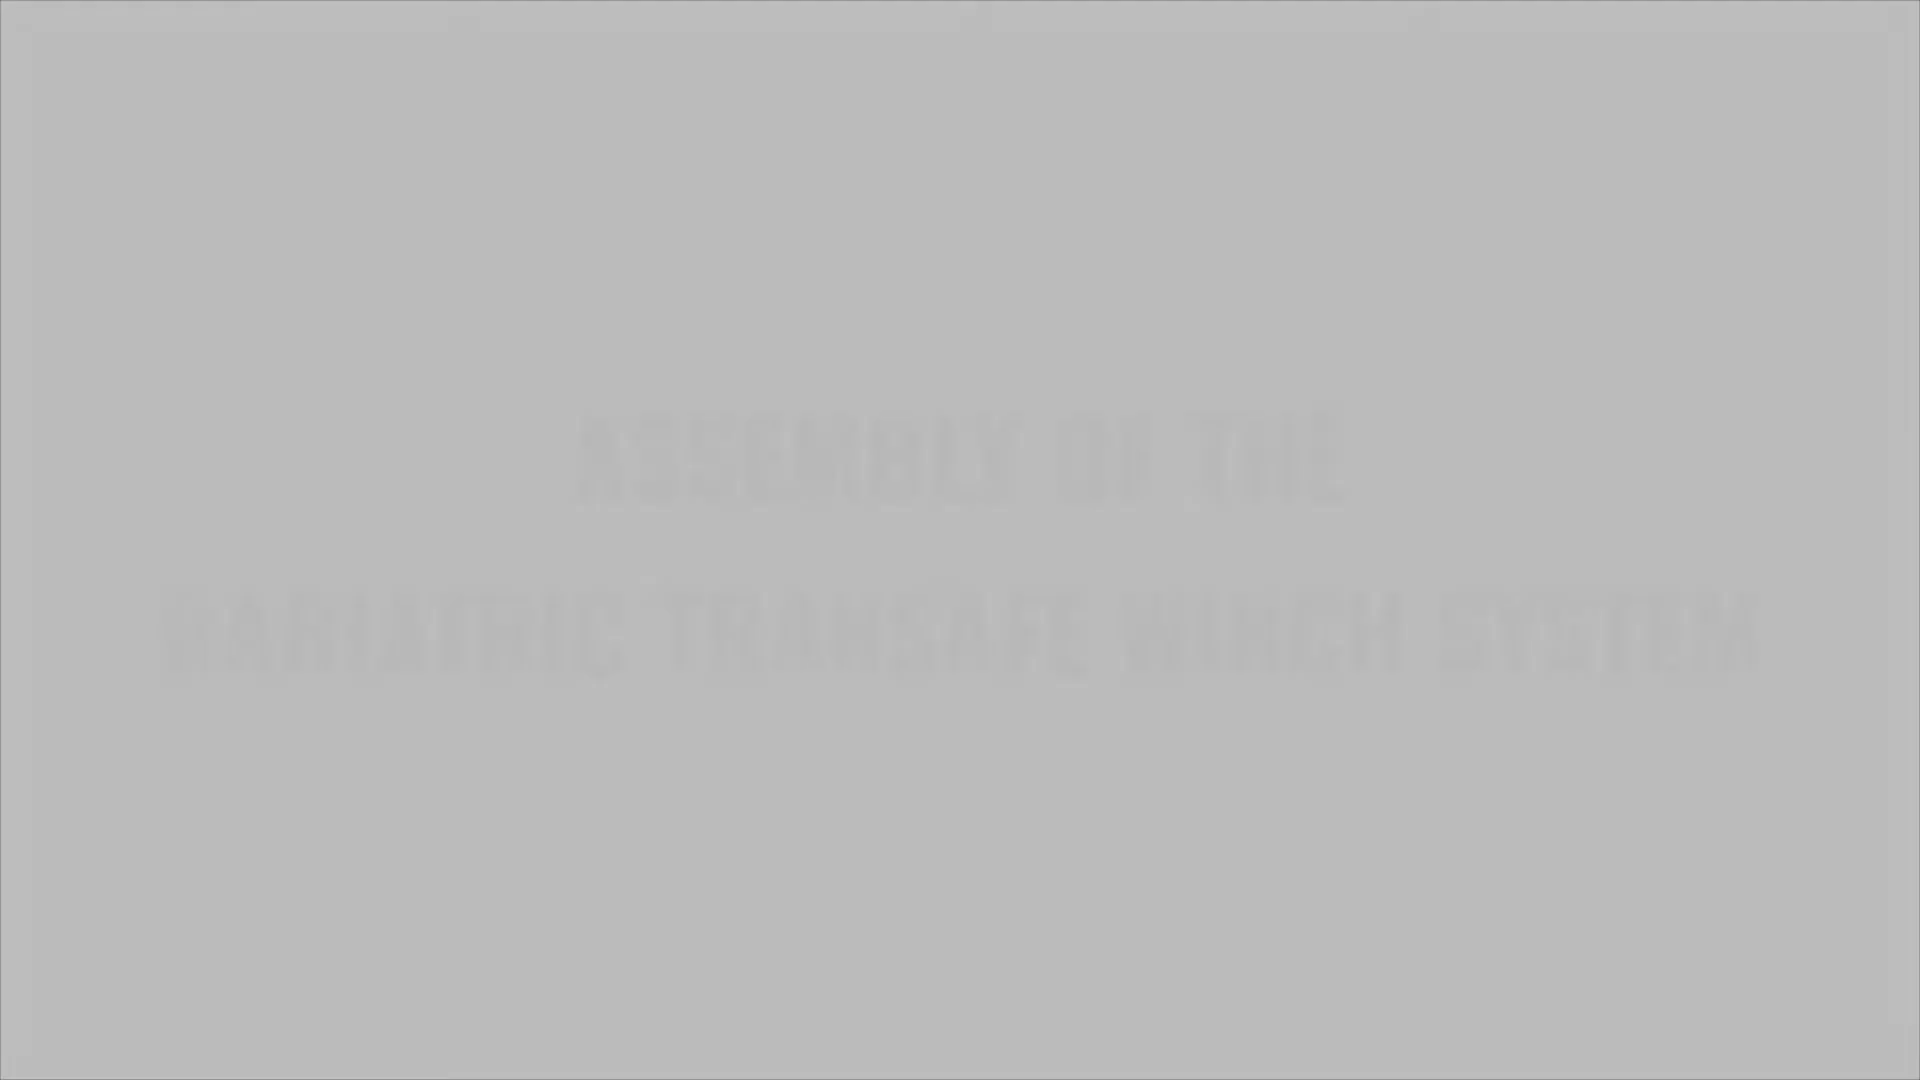 ASSEMBLY OF THE
BARIATRIC TRANSAFE WINCH SYSTEM